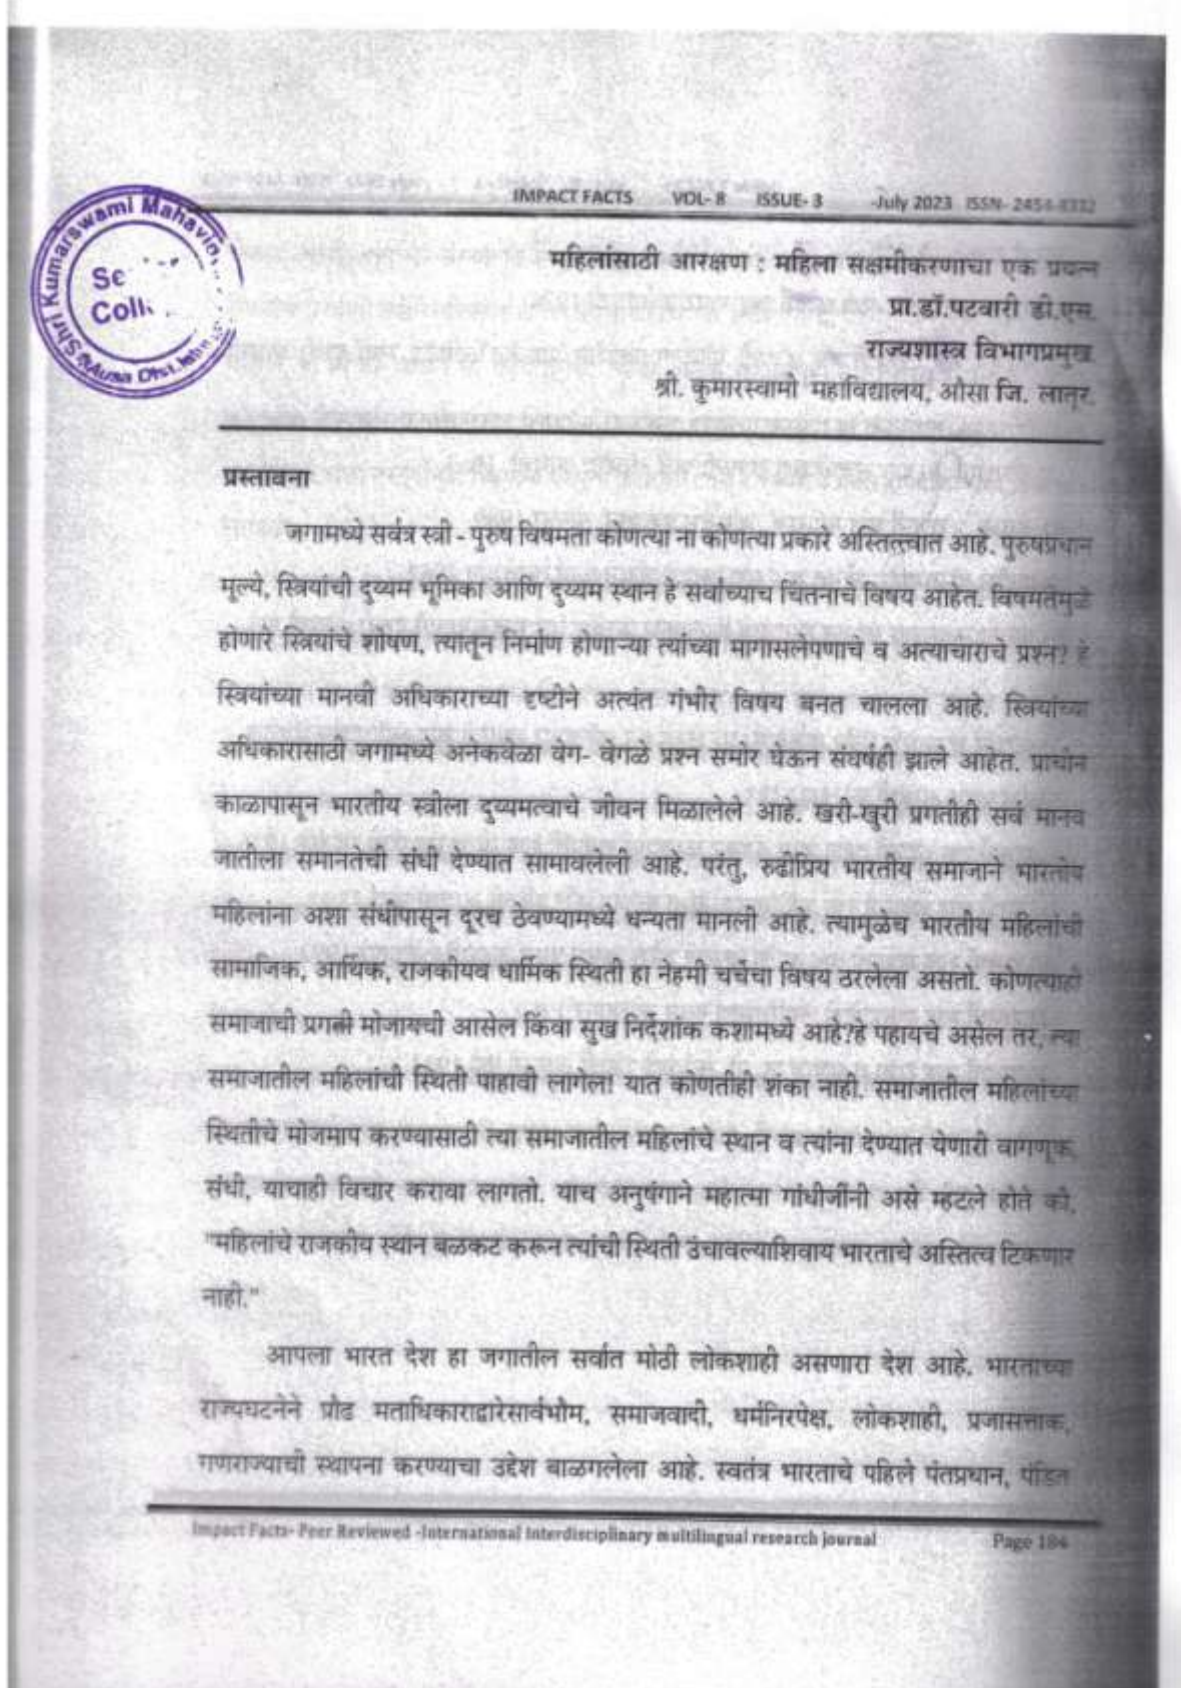 IMPACT FACTS VOL- 8 ISSUE- 3 -July 2023 ISSN- 2454-8332
Shri Kumarswami
Ausa Dist.
महिलांसाठी आरक्षण : महिला सक्षमीकरणाचा एक प्रयत्न
प्रा.डॉ.पटवारी डी.एस.
राज्यशास्त्र विभागप्रमुख
श्री. कुमारस्वामी महाविद्यालय, औसा जि. लातूर.
प्रस्तावना
जगामध्ये सर्वत्र स्त्री - पुरुष विषमता कोणत्या ना कोणत्या प्रकारे अस्तित्त्वात आहे. पुरुषप्रधान
मूल्ये, स्त्रियांची दुय्यम भूमिका आणि दुय्यम स्थान हे सर्वांच्याच चिंतनाचे विषय आहेत. विषमतेमुळे
होणारे स्त्रियांचे शोषण, त्यातून निर्माण होणाऱ्या त्यांच्या मागासलेपणाचे व अत्याचाराचे प्रश्न? हे
स्त्रियांच्या मानवी अधिकाराच्या दृष्टीने अत्यंत गंभीर विषय बनत चालला आहे. स्त्रियांच्या
अधिकारासाठी जगामध्ये अनेकवेळा वेग- वेगळे प्रश्न समोर घेऊन संघर्षही झाले आहेत. प्राचीन
काळापासून भारतीय स्त्रीला दुय्यमत्वाचे जीवन मिळालेले आहे. खरी-खुरी प्रगतीही सर्व मानव
जातीला समानतेची संधी देण्यात सामावलेली आहे. परंतु, रुढीप्रिय भारतीय समाजाने भारतीय
महिलांना अशा संधीपासून दूरच ठेवण्यामध्ये धन्यता मानली आहे. त्यामुळेच भारतीय महिलांची
सामाजिक, आर्थिक, राजकीयव धार्मिक स्थिती हा नेहमी चर्चेचा विषय ठरलेला असतो. कोणत्याही
समाजाची प्रगती मोजायची आसेल किंवा सुख निर्देशांक कशामध्ये आहे?हे पहायचे असेल तर, त्या
समाजातील महिलांची स्थिती पाहावी लागेल! यात कोणतीही शंका नाही. समाजातील महिलांच्या
स्थितीचे मोजमाप करण्यासाठी त्या समाजातील महिलांचे स्थान व त्यांना देण्यात येणारी वागणूक,
संधी, याचाही विचार करावा लागतो. याच अनुषंगाने महात्मा गांधीजींनी असे म्हटले होते की,
"महिलांचे राजकीय स्थान बळकट करून त्यांची स्थिती उंचावल्याशिवाय भारताचे अस्तित्व टिकणार
नाही."
आपला भारत देश हा जगातील सर्वात मोठी लोकशाही असणारा देश आहे. भारताच्या
राज्यघटनेने प्रौढ मताधिकाराद्वारेसार्वभौम, समाजवादी, धर्मनिरपेक्ष, लोकशाही, प्रजासत्ताक,
गणराज्याची स्थापना करण्याचा उद्देश बाळगलेला आहे. स्वतंत्र भारताचे पहिले पंतप्रधान, पंडित
Impact Facts- Peer Reviewed -International Interdisciplinary multilingual research journal Page 184